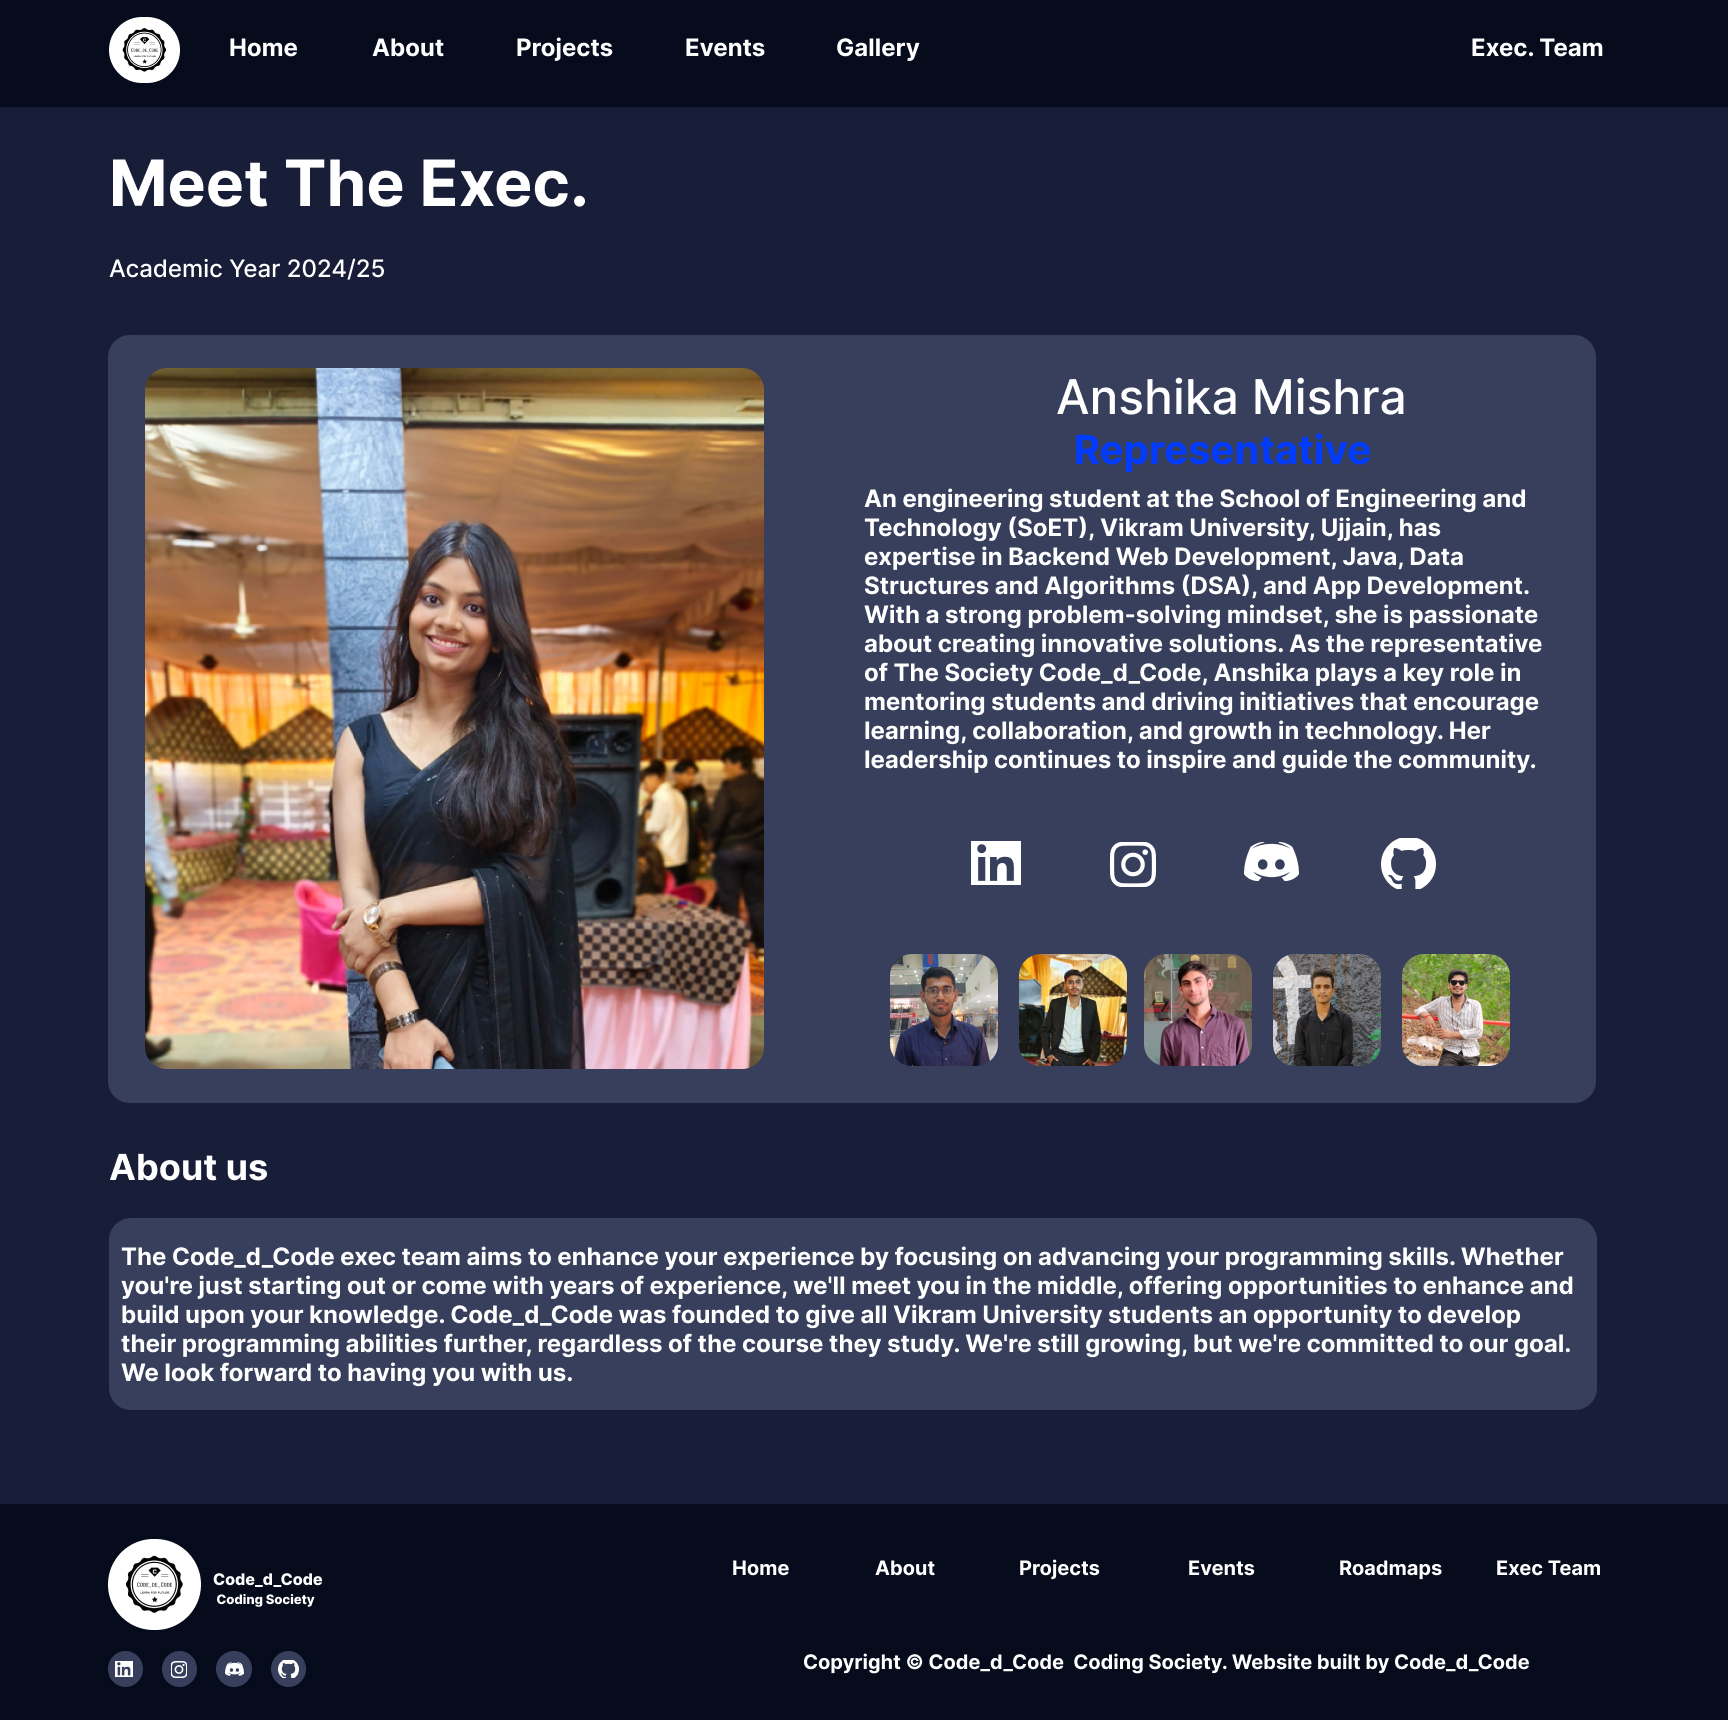 CODE_DE_CODE
Home About Projects Events Gallery Exec. Team
Meet The Exec.
Academic Year 2024/25
Anshika Mishra
Representative
An engineering student at the School of Engineering and
Technology (SoET), Vikram University, Ujjain, has
expertise in Backend Web Development, Java, Data
Structures and Algorithms (DSA), and App Development.
With a strong problem-solving mindset, she is passionate
about creating innovative solutions. As the representative
of The Society Code_d_Code, Anshika plays a key role in
mentoring students and driving initiatives that encourage
learning, collaboration, and growth in technology. Her
leadership continues to inspire and guide the community.
in
About us
The Code_d_Code exec team aims to enhance your experience by focusing on advancing your programming skills. Whether
you're just starting out or come with years of experience, we'll meet you in the middle, offering opportunities to enhance and
build upon your knowledge. Code_d_Code was founded to give all Vikram University students an opportunity to develop
their programming abilities further, regardless of the course they study. We're still growing, but we're committed to our goal.
We look forward to having you with us.
Home About Projects Events Roadmaps Exec Team
CODE_DE_CODE
LEARN FOR FUTURE
Code_d_Code
Coding Society
in
Copyright © Code_d_Code  Coding Society. Website built by Code_d_Code